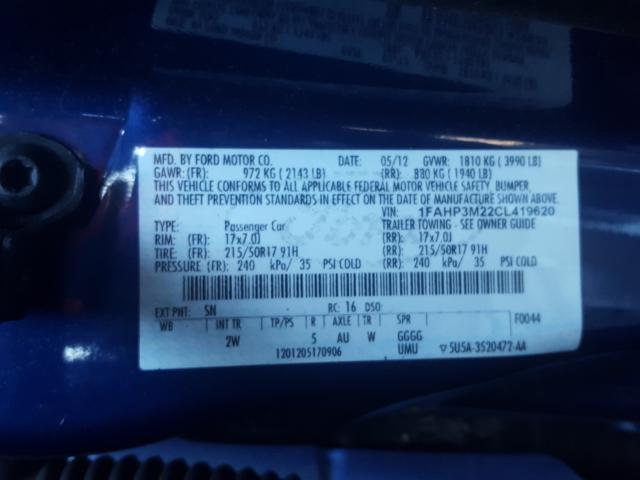 MFD. BY FORD MOTOR CO. DATE: 05/12 GVWR: 1810 KG ( 3990 LB)
GAWR: (FR): 972 KG ( 2143 LB) (RR): 880 KG ( 1940 LB)
THIS VEHICLE CONFORMS TO ALL APPLICABLE FEDERAL MOTOR VEHICLE SAFETY, BUMPER,
AND THEFT PREVENTION STANDARDS IN EFFECT ON THE DATE OF MANUFACTURE SHOWN ABOVE.
VIN: 1FAHP3M22CL419620
TYPE: Passenger Car TRAILER TOWING - SEE OWNER GUIDE
RIM: (FR): 17x7.0J (RR): 17x7.0J
TIRE: (FR): 215/50R17 91H (RR): 215/50R17 91H
PRESSURE: (FR): 240 kPa/ 35 PSI COLD (RR): 240 kPa/ 35 PSI COLD
EXT PNT: SN RC: 16 DSO: F0044
WB INT TR TP/PS R AXLE TR SPR
2W 5 AU W GGGG
1201205170906 UMU ▽5U5A-3520472-AA